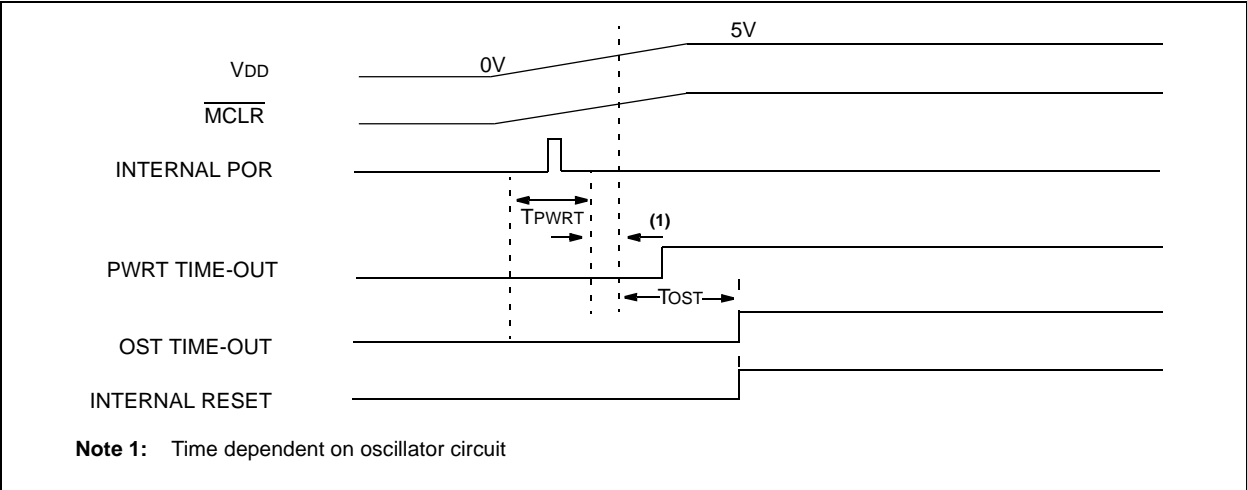 5V
0V
VDD
MCLR
INTERNAL POR
TPWRT
(1)
PWRT TIME-OUT
TOST
OST TIME-OUT
INTERNAL RESET
Note 1: Time dependent on oscillator circuit